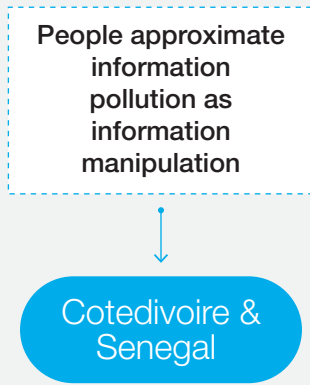 People approximate
information
pollution as
information
manipulation
Cotedivoire &
Senegal